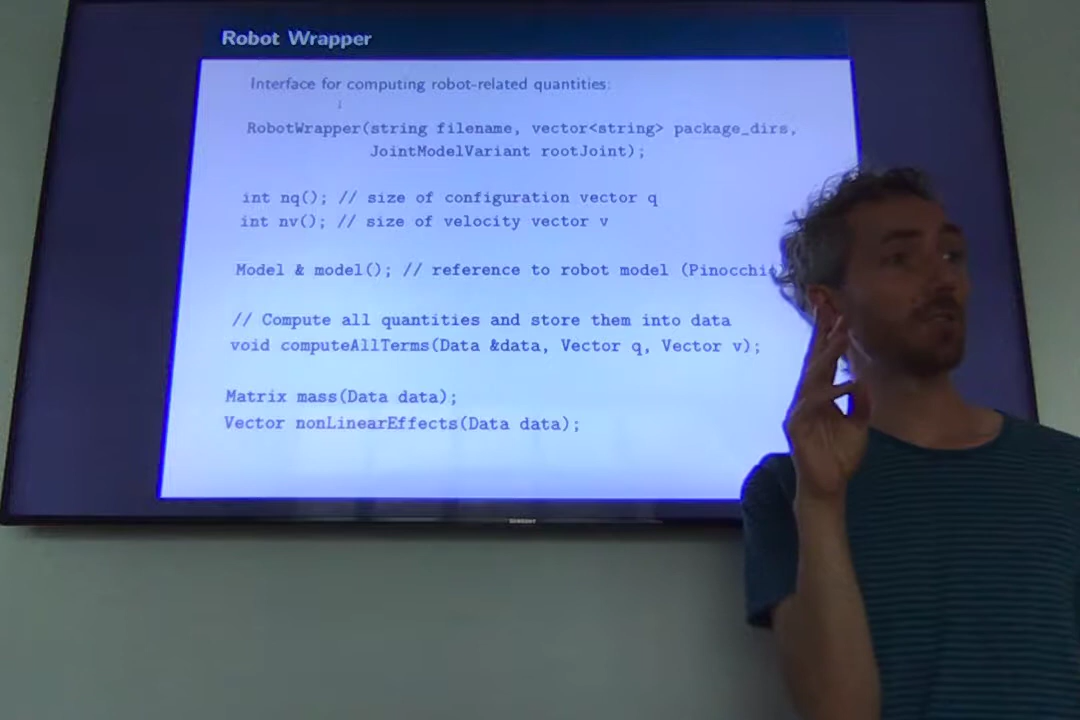 Robot Wrapper
Interface for computing robot-related quantities:
RobotWrapper(string filename, vector<string> package_dirs,
JointModelVariant rootJoint);
int nq(); // size of configuration vector q
int nv(); // size of velocity vector v
Model & model(); // reference to robot model (Pinocchi
// Compute all quantities and store them into data
void computeAllTerms(Data &data, Vector q, Vector v);
Matrix mass(Data data);
Vector nonLinearEffects(Data data);
SAMSUNG